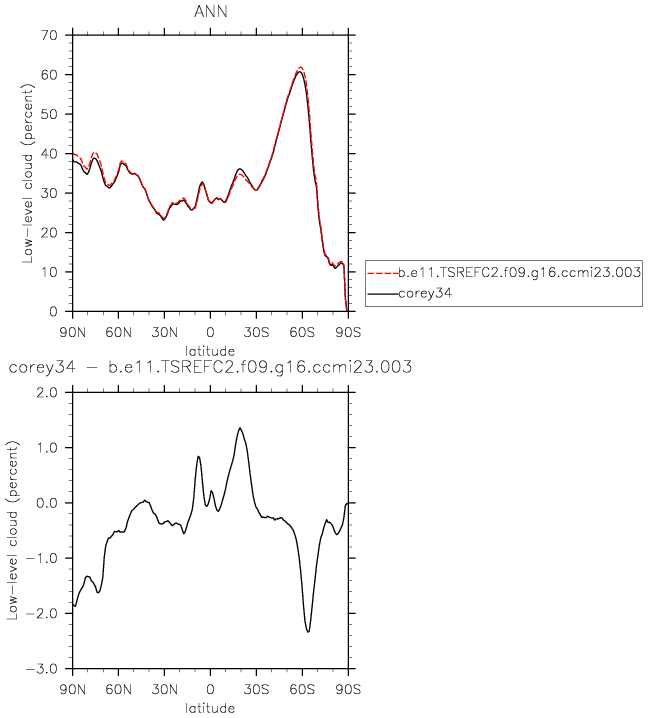 ANN
Low-level cloud (percent)
70
60
50
40
30
20
10
0
90N 60N 30N 0 30S 60S 90S
latitude
b.e11.TSREFC2.f09.g16.ccmi23.003
corey34
corey34 - b.e11.TSREFC2.f09.g16.ccmi23.003
Low-level cloud (percent)
2.0
1.0
0.0
-1.0
-2.0
-3.0
90N 60N 30N 0 30S 60S 90S
latitude